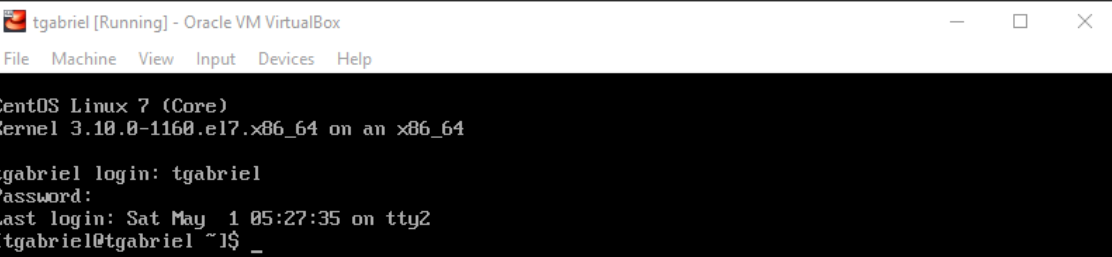 tgabriel [Running] - Oracle VM VirtualBox
File Machine View Input Devices Help
CentOS Linux 7 (Core)
Kernel 3.10.0-1160.el7.x86_64 on an x86_64
tgabriel login: tgabriel
Password:
Last login: Sat May  1 05:27:35 on tty2
[tgabriel@tgabriel ~]$ _